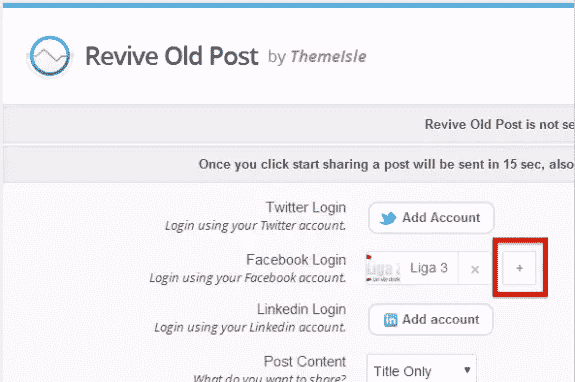 Revive Old Post by ThemeIsle
Revive Old Post is not se
Once you click start sharing a post will be sent in 15 sec, also
Twitter Login
Login using your Twitter account.
Add Account
Facebook Login
Login using your Facebook account.
Liga 3 × +
Linkedin Login
Login using your Linkedin account.
Add account
Post Content
What do you want to share?
Title Only